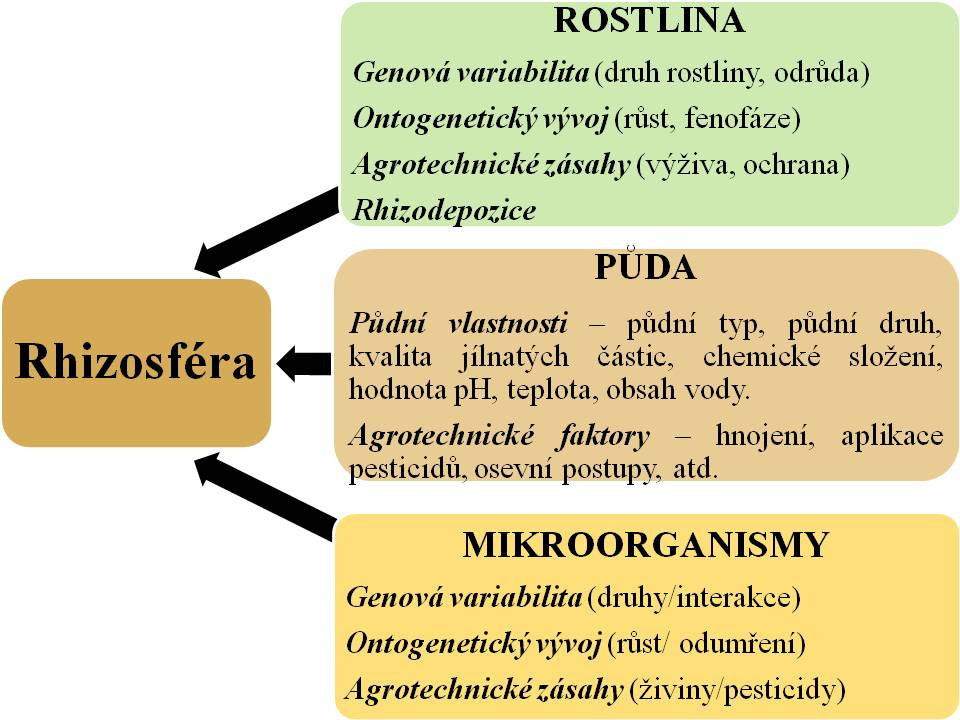 ROSTLINA
Genová variabilita (druh rostliny, odrůda)
Ontogenetický vývoj (růst, fenofáze)
Agrotechnické zásahy (výživa, ochrana)
Rhizodepozice
PŮDA
Půdní vlastnosti – půdní typ, půdní druh,
kvalita jílnatých částic, chemické složení,
hodnota pH, teplota, obsah vody.
Agrotechnické faktory – hnojení, aplikace
pesticidů, osevní postupy, atd.
Rhizosféra
MIKROORGANISMY
Genová variabilita (druhy/interakce)
Ontogenetický vývoj (růst/ odumření)
Agrotechnické zásahy (živiny/pesticidy)